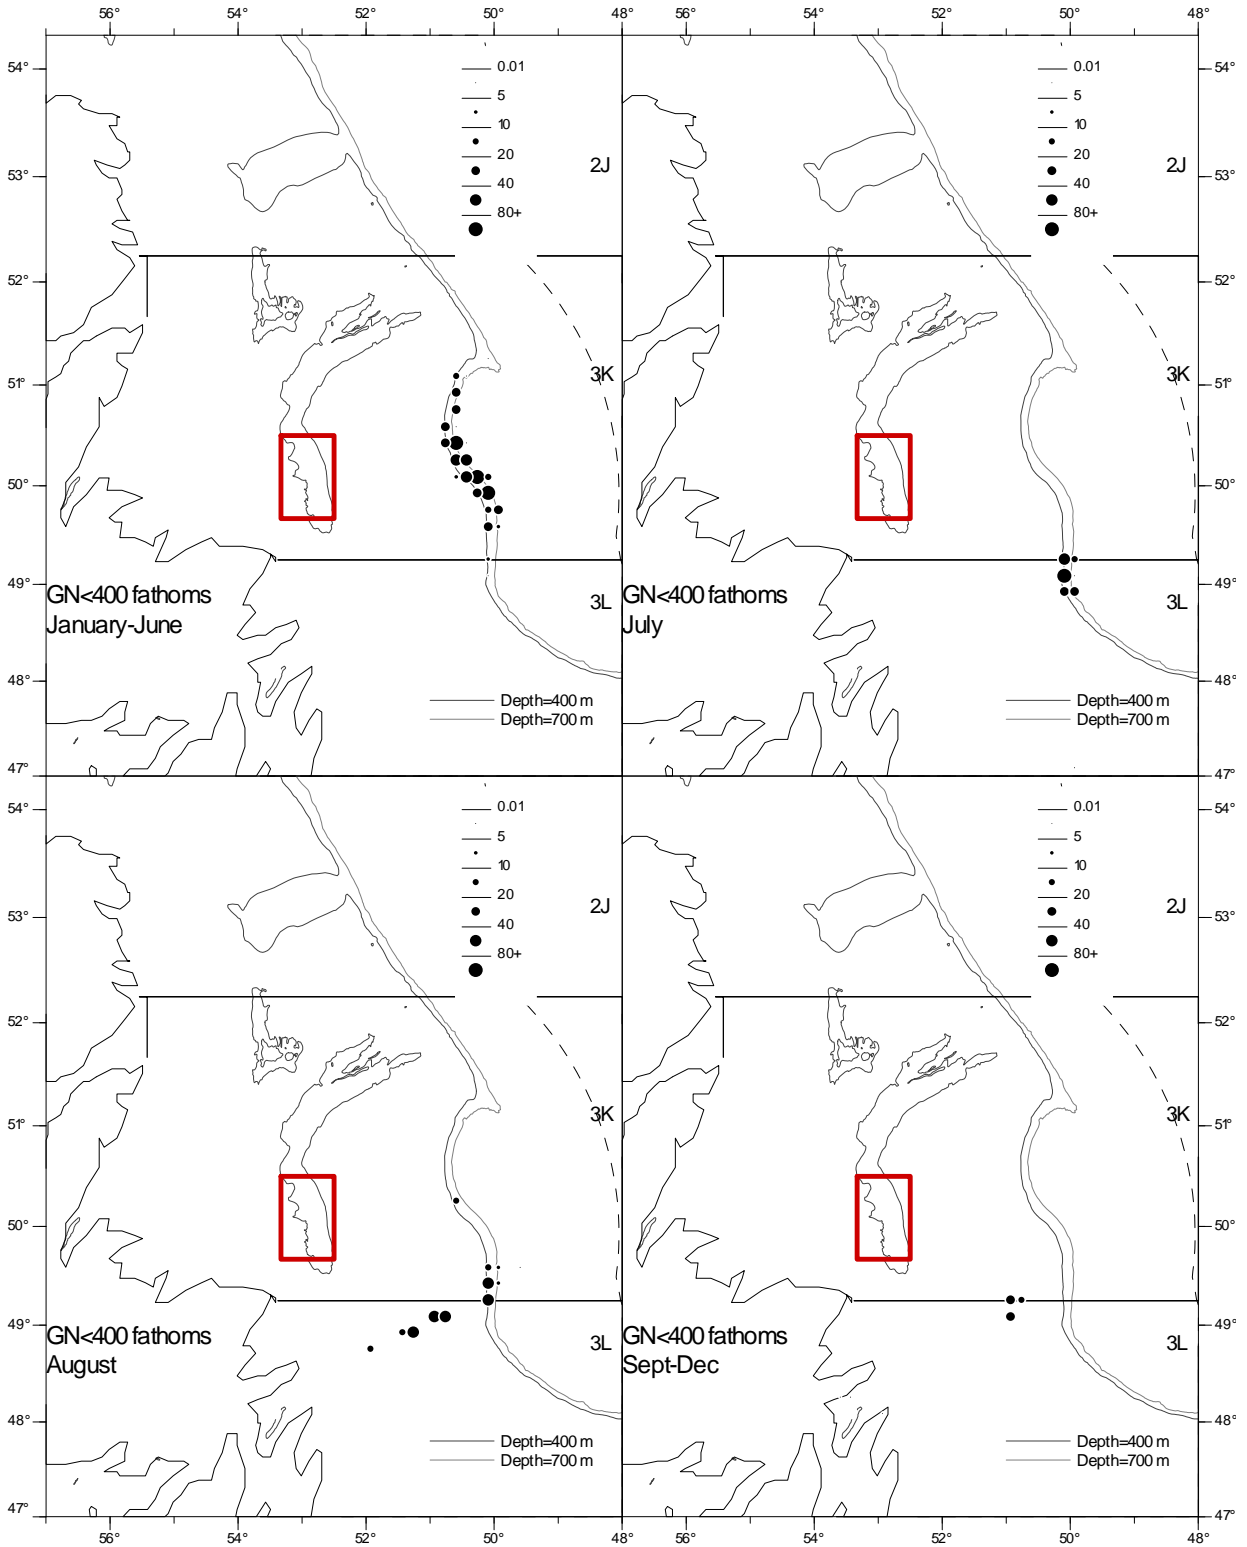 56° 54° 52° 50° 48° 56° 54° 52° 50° 48°
54° 0.01 0.01 54°
5 5
10 10
20 20
53° 2J 2J 53°
40 40
80+ 80+
52° 52°
51° 3K 3K 51°
50° 50°
49° 49°
GN<400 fathoms 3L GN<400 fathoms 3L
January-June July
48° 48°
Depth=400 m Depth=400 m
Depth=700 m Depth=700 m
47° 47°
54° 0.01 0.01 54°
5 5
10 10
20 20
53° 2J 2J 53°
40 40
80+ 80+
52° 52°
51° 3K 3K 51°
50° 50°
49° 49°
GN<400 fathoms 3L GN<400 fathoms 3L
August Sept-Dec
48° 48°
Depth=400 m Depth=400 m
Depth=700 m Depth=700 m
47° 47°
56° 54° 52° 50° 48° 56° 54° 52° 50° 48°